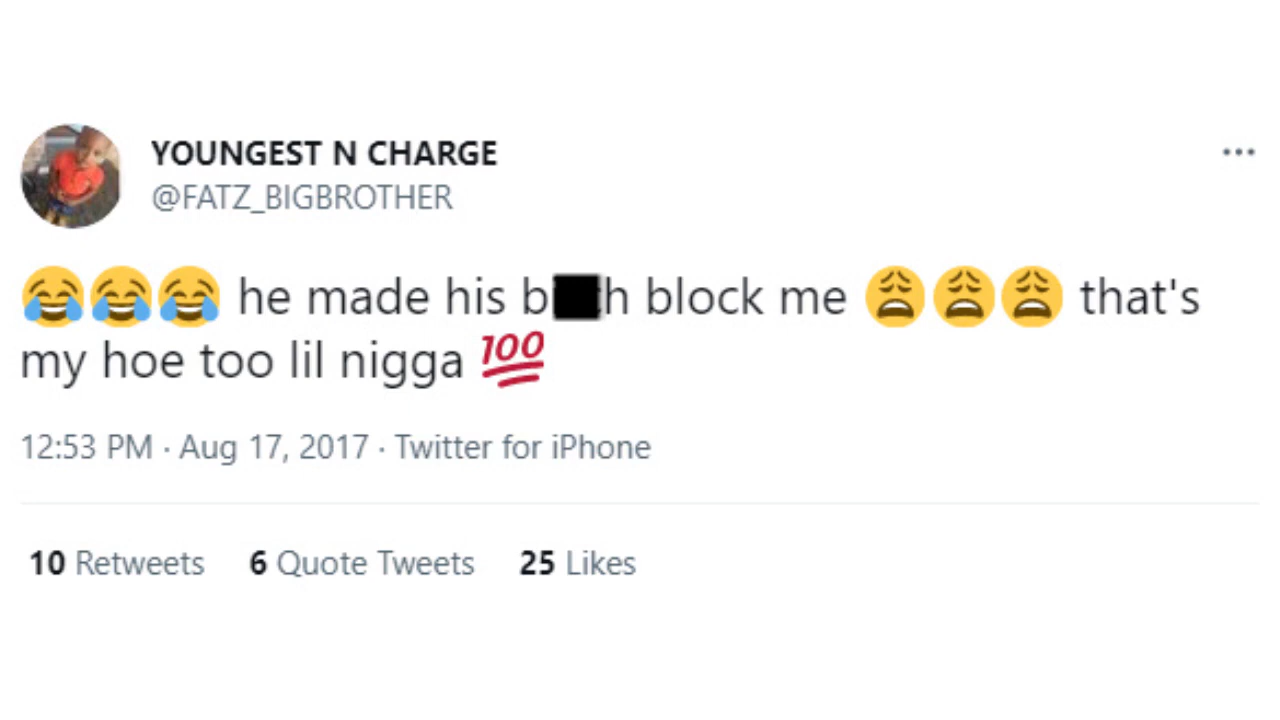 YOUNGEST N CHARGE
@FATZ_BIGBROTHER
😂😂😂 he made his b■h block me 😩😩😩 that's
my hoe too lil nigga 💯
12:53 PM · Aug 17, 2017 · Twitter for iPhone
10 Retweets 6 Quote Tweets 25 Likes